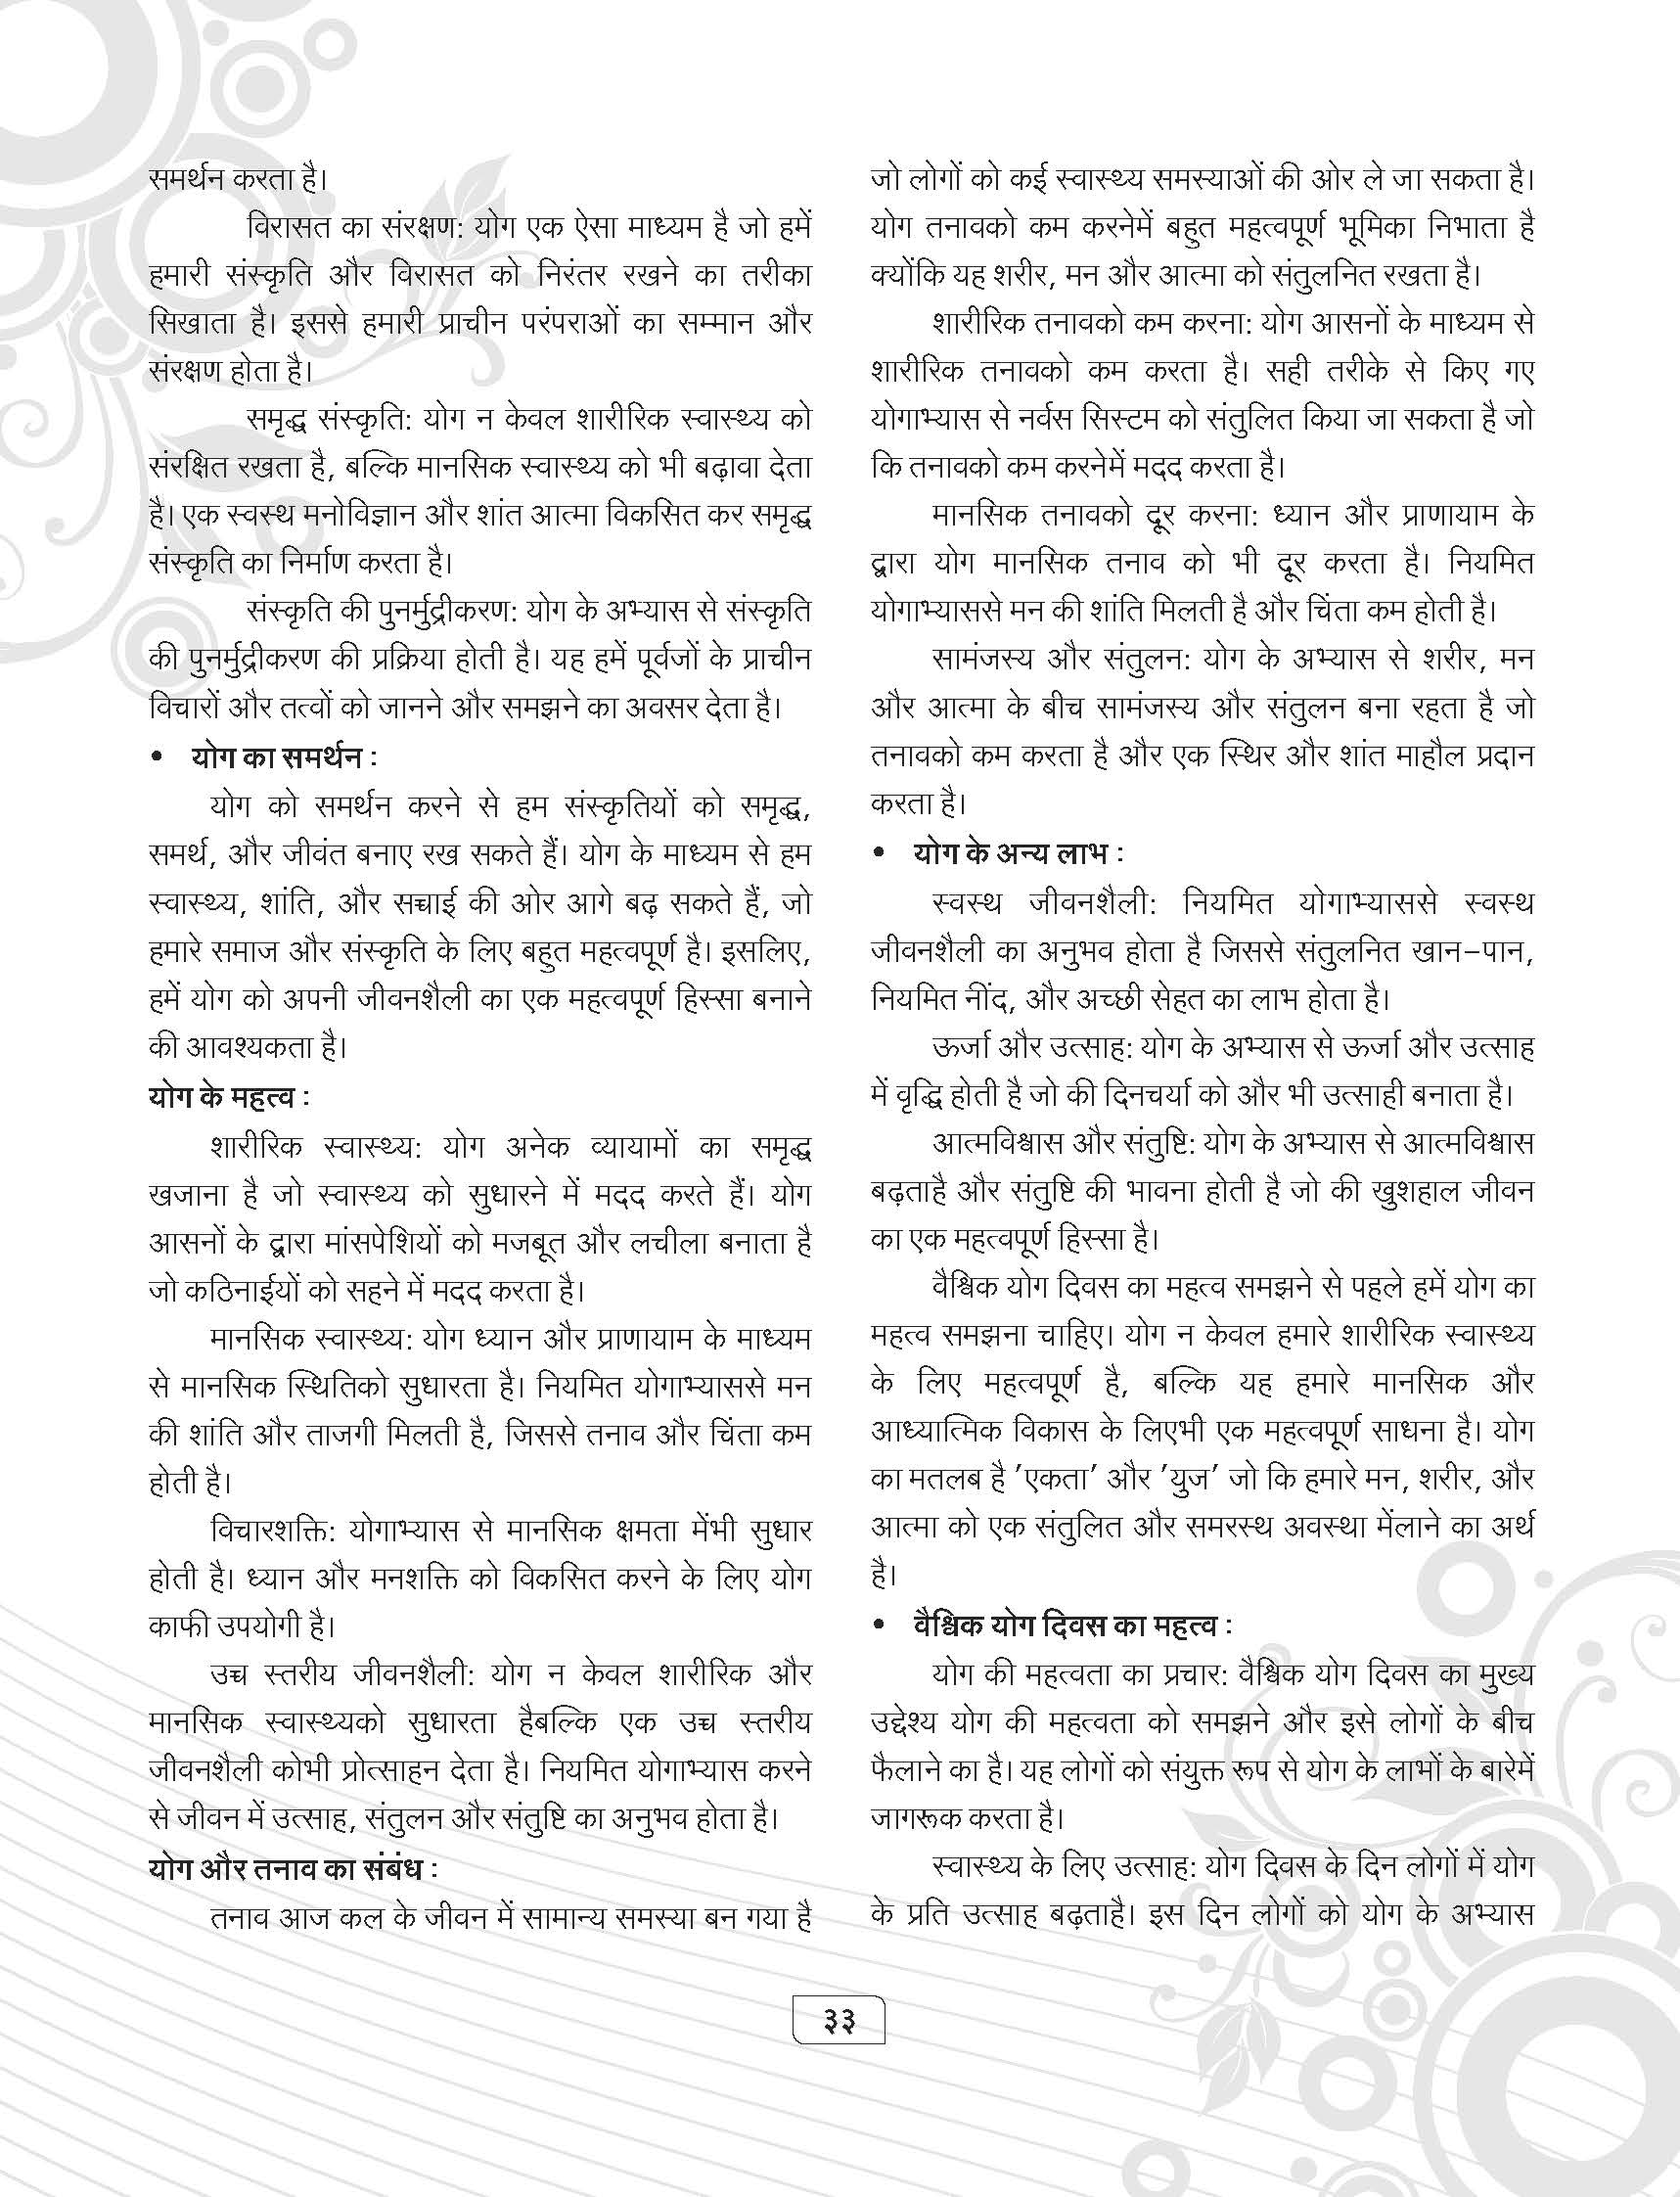 समर्थन करता है।
विरासत का संरक्षण: योग एक ऐसा माध्यम है जो हमें
हमारी संस्कृति और विरासत को निरंतर रखने का तरीका
सिखाता है। इससे हमारी प्राचीन परंपराओं का सम्मान और
संरक्षण होता है।
समृद्ध संस्कृति: योग न केवल शारीरिक स्वास्थ्य को
संरक्षित रखता है, बल्कि मानसिक स्वास्थ्य को भी बढ़ावा देता
है। एक स्वस्थ मनोविज्ञान और शांत आत्मा विकसित कर समृद्ध
संस्कृति का निर्माण करता है।
संस्कृति की पुनर्मुद्रीकरण: योग के अभ्यास से संस्कृति
की पुनर्मुद्रीकरण की प्रक्रिया होती है। यह हमें पूर्वजों के प्राचीन
विचारों और तत्वों को जानने और समझने का अवसर देता है।
• योग का समर्थन :
योग को समर्थन करने से हम संस्कृतियों को समृद्ध,
समर्थ, और जीवंत बनाए रख सकते हैं। योग के माध्यम से हम
स्वास्थ्य, शांति, और सच्चाई की ओर आगे बढ़ सकते हैं, जो
हमारे समाज और संस्कृति के लिए बहुत महत्वपूर्ण है। इसलिए,
हमें योग को अपनी जीवनशैली का एक महत्वपूर्ण हिस्सा बनाने
की आवश्यकता है।
योग के महत्व :
शारीरिक स्वास्थ्य: योग अनेक व्यायामों का समृद्ध
खजाना है जो स्वास्थ्य को सुधारने में मदद करते हैं। योग
आसनों के द्वारा मांसपेशियों को मजबूत और लचीला बनाता है
जो कठिनाईयों को सहने में मदद करता है।
मानसिक स्वास्थ्य: योग ध्यान और प्राणायाम के माध्यम
से मानसिक स्थितिको सुधारता है। नियमित योगाभ्याससे मन
की शांति और ताजगी मिलती है, जिससे तनाव और चिंता कम
होती है।
विचारशक्ति: योगाभ्यास से मानसिक क्षमता मेंभी सुधार
होती है। ध्यान और मनशक्ति को विकसित करने के लिए योग
काफी उपयोगी है।
उच्च स्तरीय जीवनशैली: योग न केवल शारीरिक और
मानसिक स्वास्थ्यको सुधारता हैबल्कि एक उच्च स्तरीय
जीवनशैली कोभी प्रोत्साहन देता है। नियमित योगाभ्यास करने
से जीवन में उत्साह, संतुलन और संतुष्टि का अनुभव होता है।
योग और तनाव का संबंध :
तनाव आज कल के जीवन में सामान्य समस्या बन गया है
जो लोगों को कई स्वास्थ्य समस्याओं की ओर ले जा सकता है।
योग तनावको कम करनेमें बहुत महत्वपूर्ण भूमिका निभाता है
क्योंकि यह शरीर, मन और आत्मा को संतुलनित रखता है।
शारीरिक तनावको कम करना: योग आसनों के माध्यम से
शारीरिक तनावको कम करता है। सही तरीके से किए गए
योगाभ्यास से नर्वस सिस्टम को संतुलित किया जा सकता है जो
कि तनावको कम करनेमें मदद करता है।
मानसिक तनावको दूर करना: ध्यान और प्राणायाम के
द्वारा योग मानसिक तनाव को भी दूर करता है। नियमित
योगाभ्याससे मन की शांति मिलती है और चिंता कम होती है।
सामंजस्य और संतुलन: योग के अभ्यास से शरीर, मन
और आत्मा के बीच सामंजस्य और संतुलन बना रहता है जो
तनावको कम करता है और एक स्थिर और शांत माहौल प्रदान
करता है।
• योग के अन्य लाभ :
स्वस्थ जीवनशैली: नियमित योगाभ्याससे स्वस्थ
जीवनशैली का अनुभव होता है जिससे संतुलनित खान-पान,
नियमित नींद, और अच्छी सेहत का लाभ होता है।
ऊर्जा और उत्साह: योग के अभ्यास से ऊर्जा और उत्साह
में वृद्धि होती है जो की दिनचर्या को और भी उत्साही बनाता है।
आत्मविश्वास और संतुष्टि: योग के अभ्यास से आत्मविश्वास
बढ़ताहै और संतुष्टि की भावना होती है जो की खुशहाल जीवन
का एक महत्वपूर्ण हिस्सा है।
वैश्विक योग दिवस का महत्व समझने से पहले हमें योग का
महत्व समझना चाहिए। योग न केवल हमारे शारीरिक स्वास्थ्य
के लिए महत्वपूर्ण है, बल्कि यह हमारे मानसिक और
आध्यात्मिक विकास के लिएभी एक महत्वपूर्ण साधना है। योग
का मतलब है 'एकता' और 'युज' जो कि हमारे मन, शरीर, और
आत्मा को एक संतुलित और समरस्थ अवस्था मेंलाने का अर्थ
है।
• वैश्विक योग दिवस का महत्व :
योग की महत्वता का प्रचार: वैश्विक योग दिवस का मुख्य
उद्देश्य योग की महत्वता को समझने और इसे लोगों के बीच
फैलाने का है। यह लोगों को संयुक्त रूप से योग के लाभों के बारेमें
जागरूक करता है।
स्वास्थ्य के लिए उत्साह: योग दिवस के दिन लोगों में योग
के प्रति उत्साह बढ़ताहै। इस दिन लोगों को योग के अभ्यास
३३